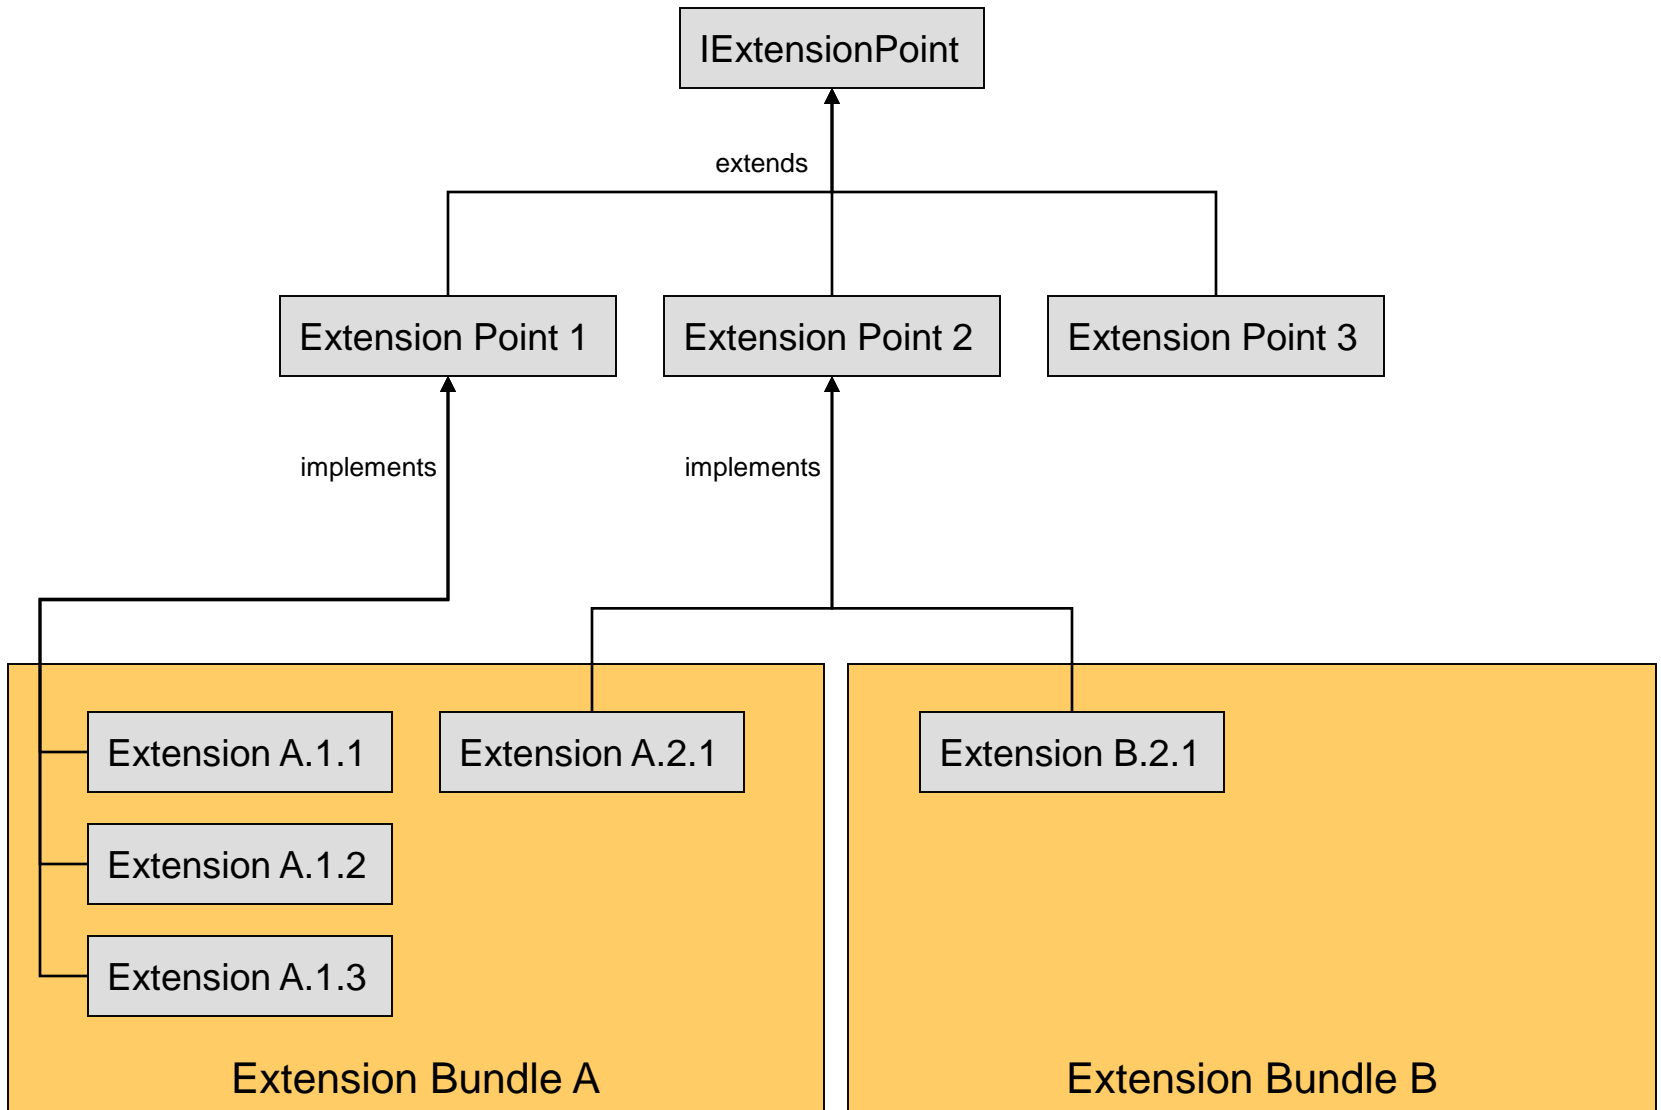 IExtensionPoint
extends
Extension Point 1
Extension Point 2
Extension Point 3
implements
implements
Extension A.1.1
Extension A.2.1
Extension B.2.1
Extension A.1.2
Extension A.1.3
Extension Bundle A
Extension Bundle B